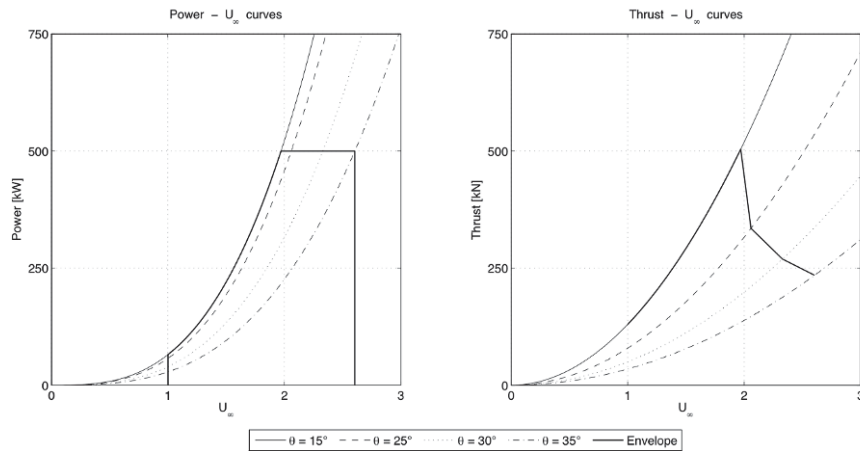 Power − U∞ curves
750
500
250
0
0
1
2
3
Power [kW]
U∞
Thrust − U∞ curves
750
500
250
0
0
1
2
3
Thrust [kN]
U∞
θ = 15° θ = 25° θ = 30° θ = 35° Envelope